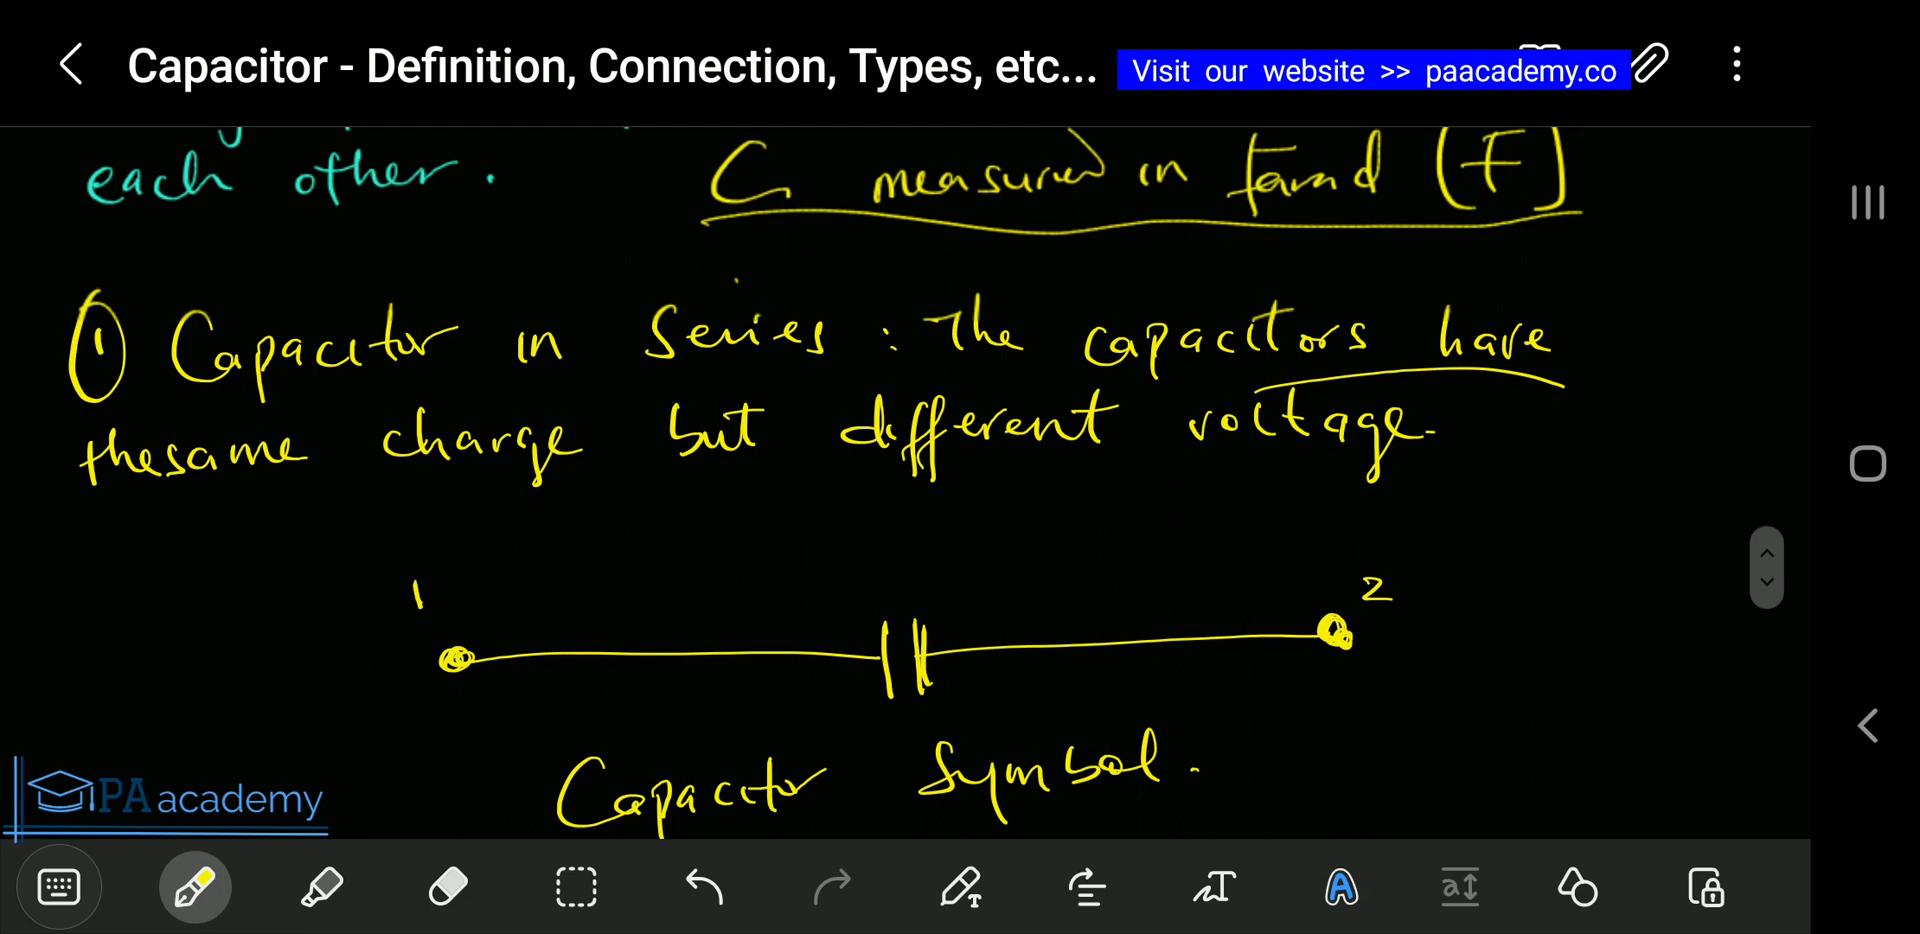 Capacitor - Definition, Connection, Types, etc...
Visit our website >> paacademy.co
each other.
C measured in farad (F]
① Capacitor in Series : The capacitors have
thesame charge but different voltage.
1
2
Capacitor Symbol.
PA academy